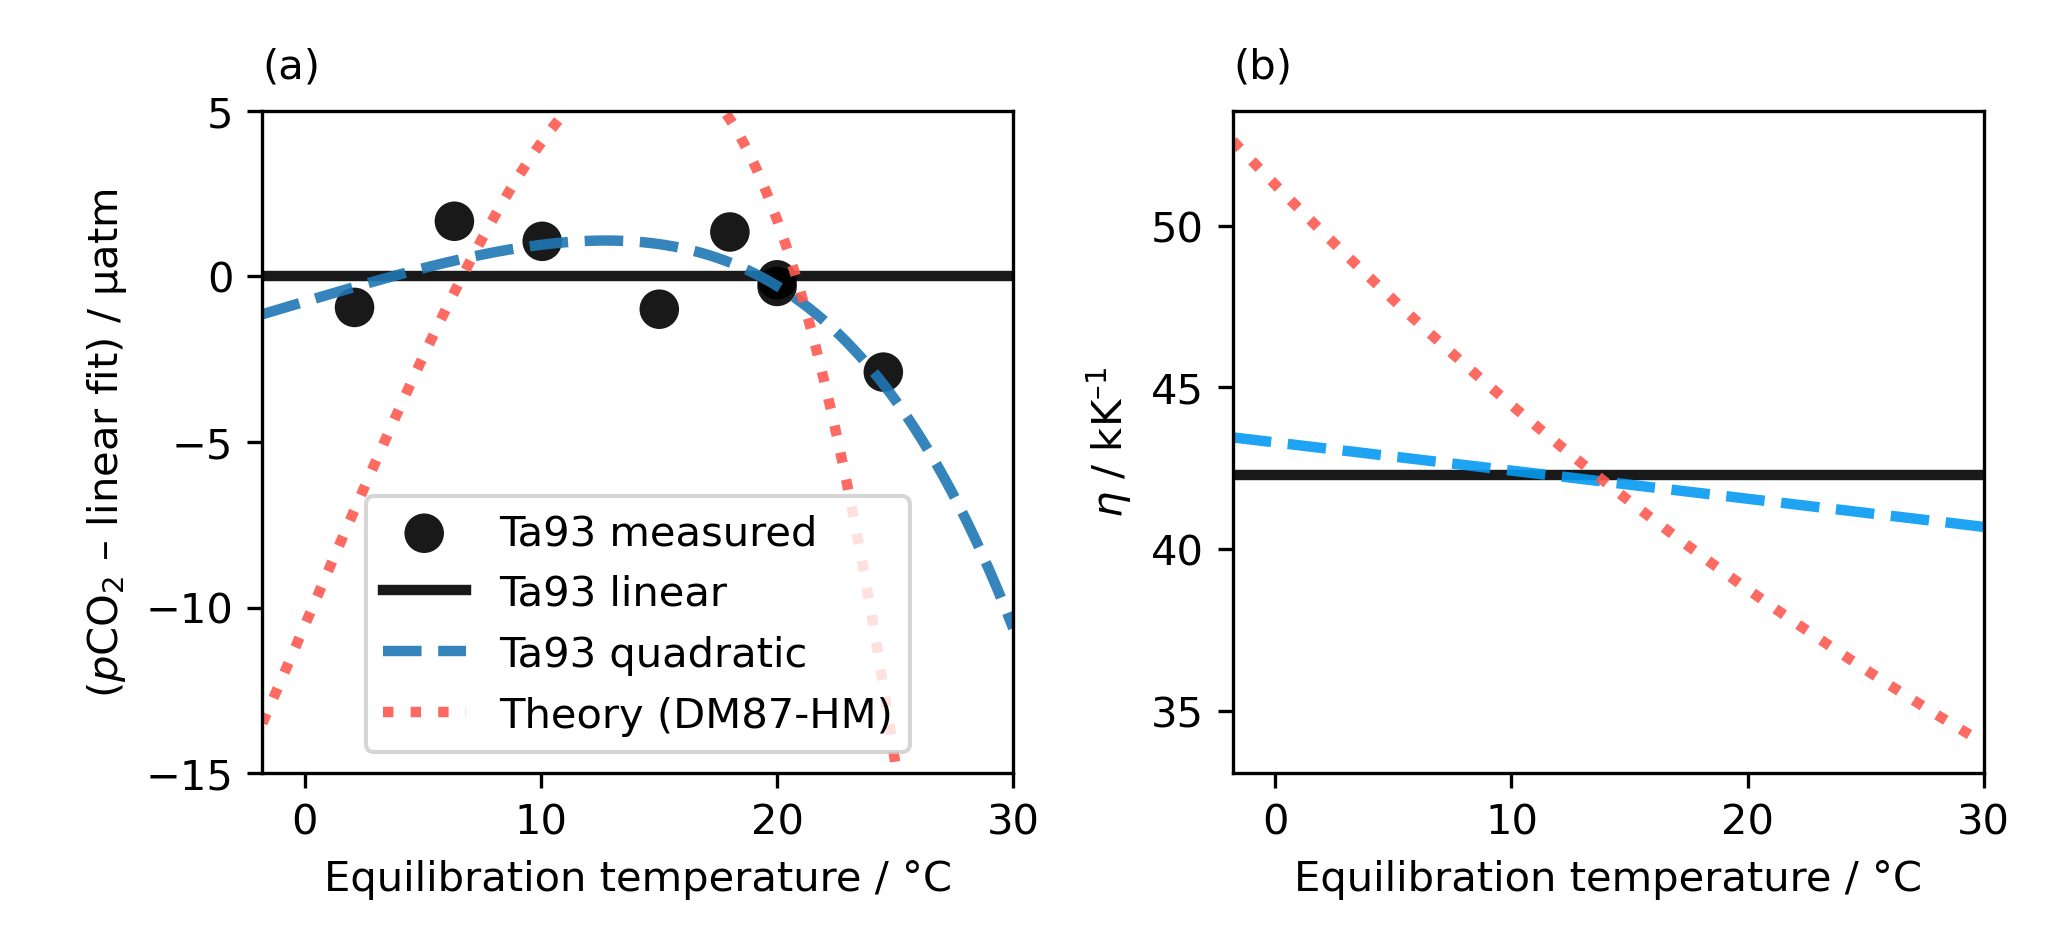 (a)
5
0
−5
−10
−15
(pCO₂ – linear fit) / µatm
Ta93 measured
Ta93 linear
Ta93 quadratic
Theory (DM87-HM)
0 10 20 30
Equilibration temperature / °C
(b)
50
45
40
35
η / kK⁻¹
0 10 20 30
Equilibration temperature / °C